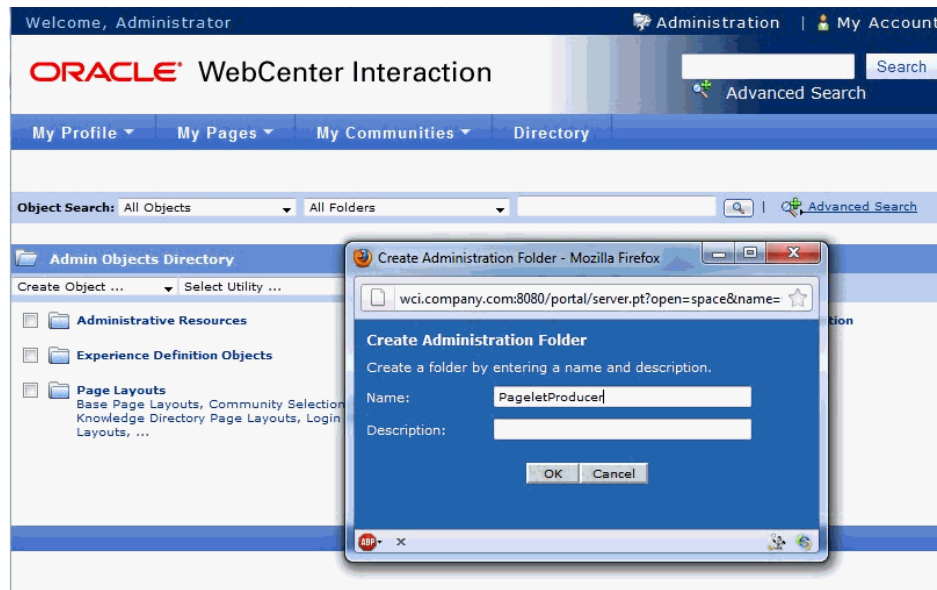 Welcome, Administrator
Administration | My Account
ORACLE® WebCenter Interaction
Search
Advanced Search
My Profile
My Pages
My Communities
Directory
Object Search: All Objects
All Folders
| Advanced Search
Admin Objects Directory
Create Object ...
Select Utility ...
Administrative Resources
Experience Definition Objects
Page Layouts
Base Page Layouts, Community Selection
Knowledge Directory Page Layouts, Login
Layouts, ...
tion
Create Administration Folder - Mozilla Firefox
wci.company.com:8080/portal/server.pt?open=space&name=
Create Administration Folder
Create a folder by entering a name and description.
Name: PageletProducer
Description:
OK
Cancel
ABP
x